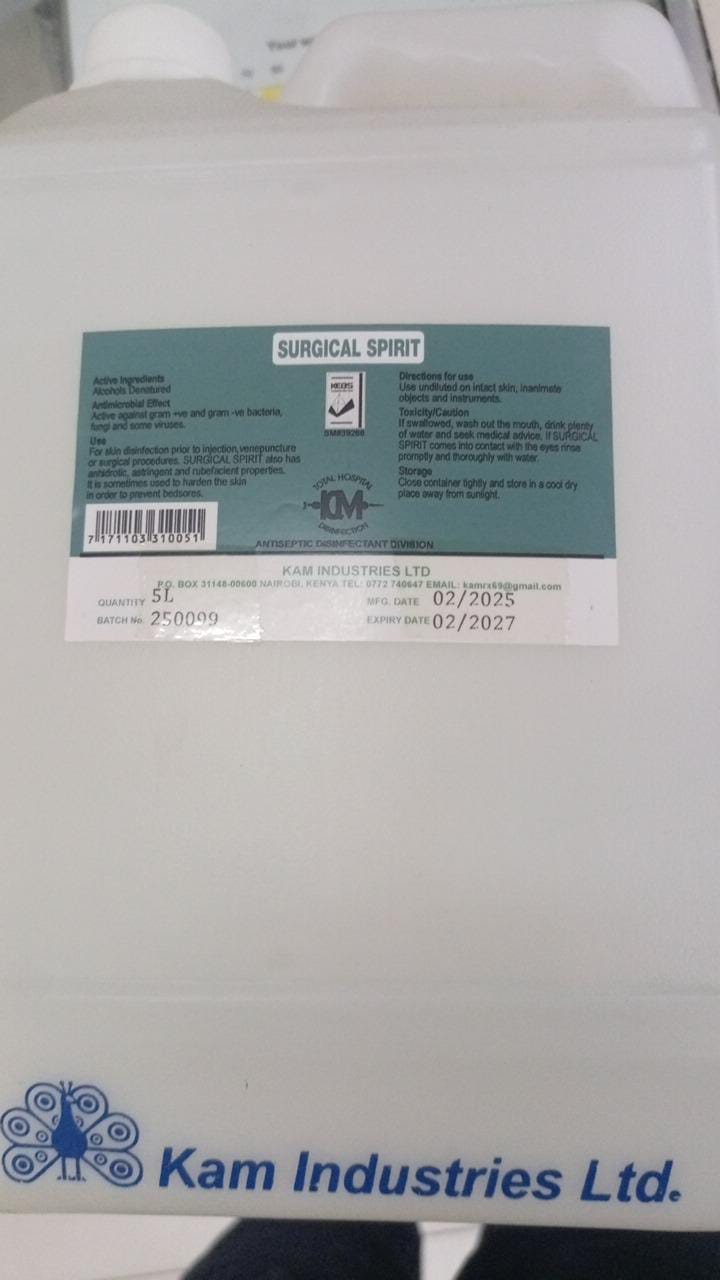 SURGICAL SPIRIT
Active Ingredients
Alcohols Denatured
Antimicrobial Effect
Active against gram +ve and gram -ve bacteria,
fungi and some viruses.
Use
For skin disinfection prior to injection,venepuncture
or surgical procedures. SURGICAL SPIRIT also has
anhidrotic, astringent and rubefacient properties.
It is sometimes used to harden the skin
in order to prevent bedsores.
7 171103 310051
KEBS
SM#39268
TOTAL HOSPITAL
KM
DISINFECTION
ANTISEPTIC DISINFECTANT DIVISION
Directions for use
Use undiluted on intact skin, inanimate
objects and instruments.
Toxicity/Caution
If swallowed, wash out the mouth, drink plenty
of water and seek medical advice. If SURGICAL
SPIRIT comes into contact with the eyes rinse
promptly and thoroughly with water.
Storage
Close container tightly and store in a cool dry
place away from sunlight.
KAM INDUSTRIES LTD
P.O. BOX 31148-00600 NAIROBI, KENYA TEL: 0772 740647 EMAIL: kamrx69@gmail.com
QUANTITY 5L
MFG. DATE 02/2025
BATCH No. 250099
EXPIRY DATE 02/2027
Kam Industries Ltd.